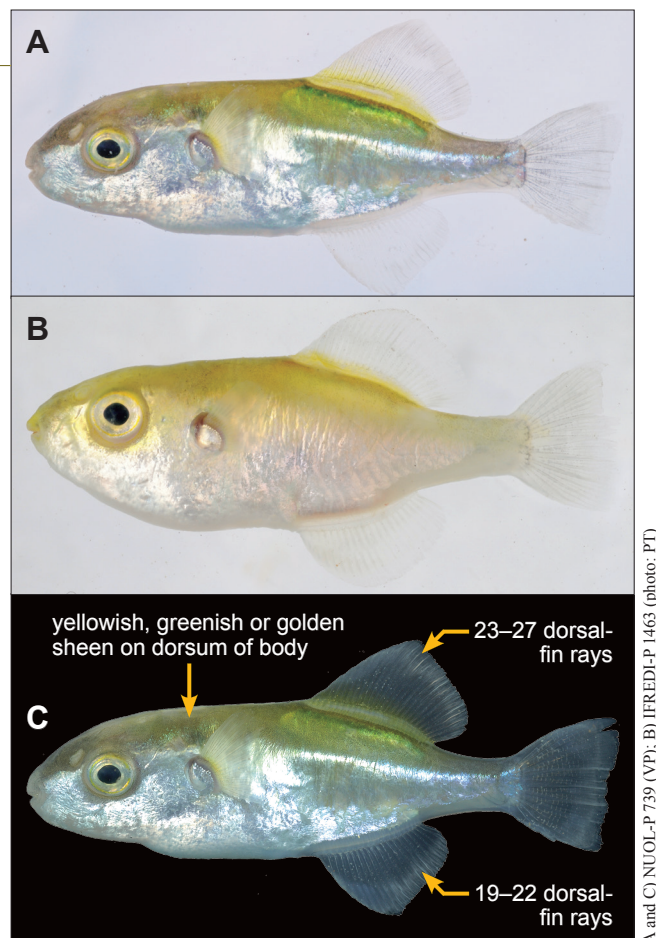 A
B
yellowish, greenish or golden
sheen on dorsum of body
23–27 dorsal-
fin rays
C
19–22 dorsal-
fin rays
A and C) NUOL-P 739 (VP); B) IFREDI-P 1463 (photo: PT)